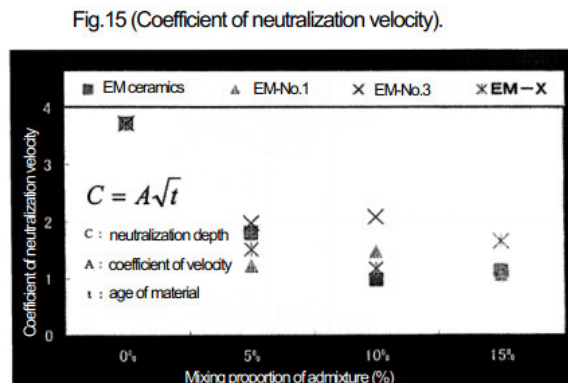 Fig.15 (Coefficient of neutralization velocity).
EM ceramics EM-No.1 EM-No.3 EM-X
Coefficient of neutralization velocity
4
3
2
1
0
C = A√t
C : neutralization depth
A : coefficient of velocity
t : age of material
0% 5% 10% 15%
Mixing proportion of admixture (%)